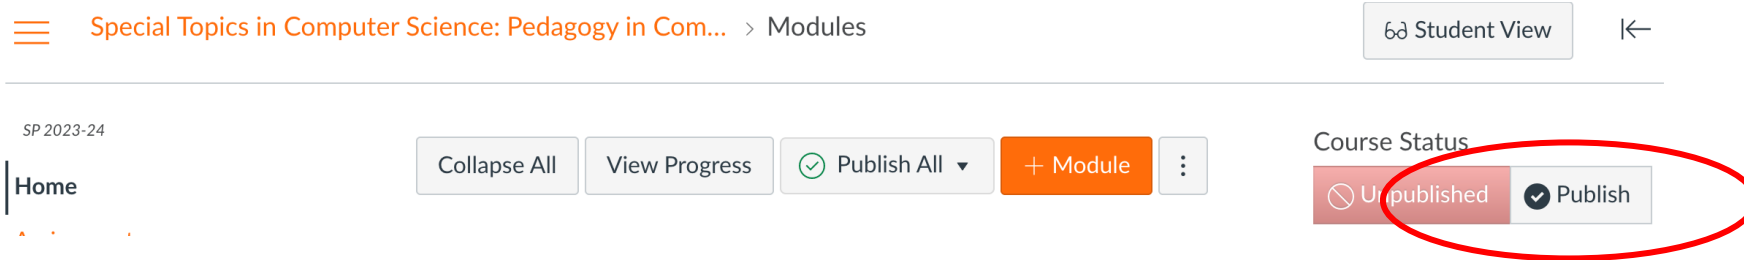 Special Topics in Computer Science: Pedagogy in Com... > Modules
Student View
SP 2023-24
Home
Collapse All
View Progress
Publish All
+ Module
Course Status
Unpublished
Publish